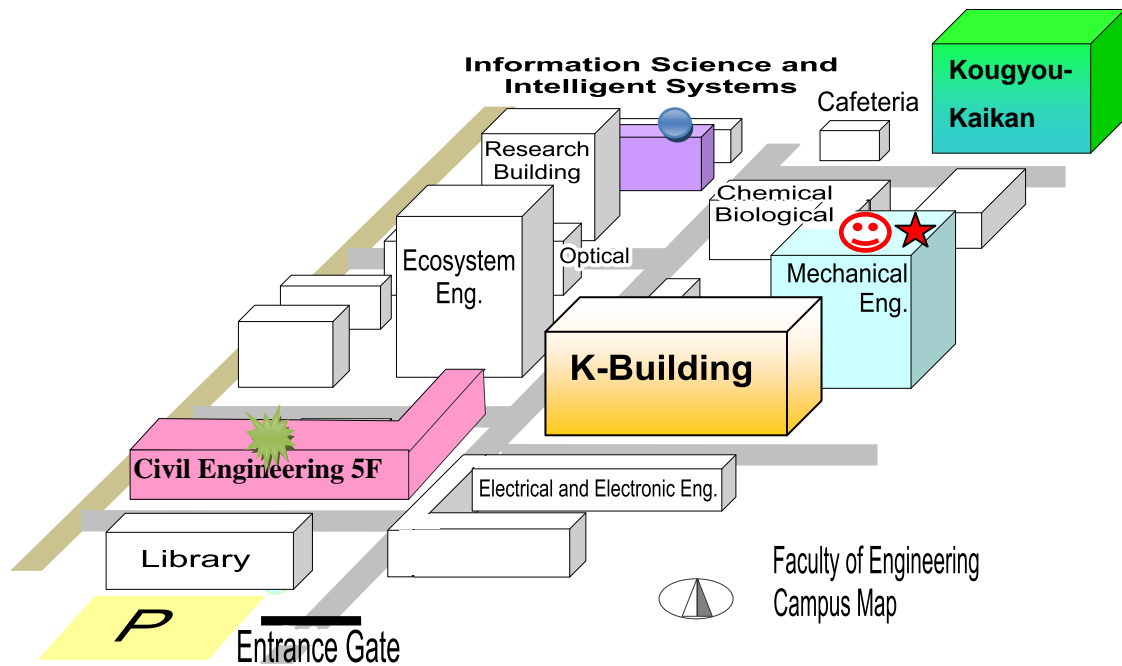 Information Science and
Intelligent Systems
Kougyou-
Kaikan
Cafeteria
Research
Building
Chemical
Biological
Optical
Ecosystem
Eng.
Mechanical
Eng.
K-Building
Civil Engineering 5F
Electrical and Electronic Eng.
Library
Faculty of Engineering
Campus Map
P
Entrance Gate